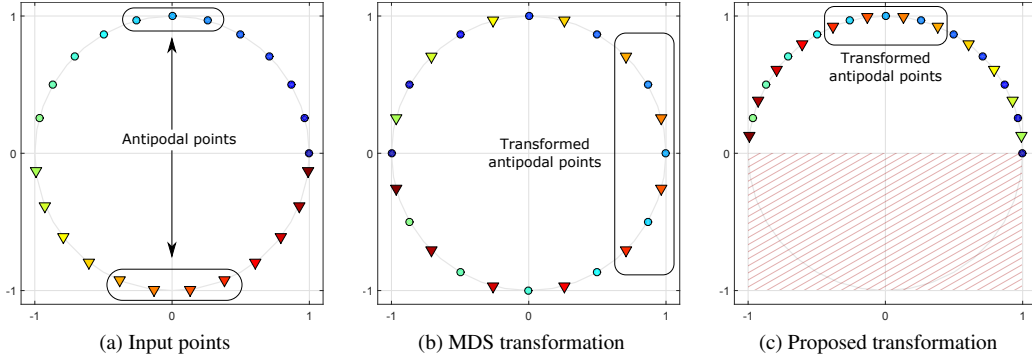 1
0
-1
-1
0
1
Antipodal points
(a) Input points
1
0
-1
-1
0
1
Transformed
antipodal points
(b) MDS transformation
1
0
-1
-1
0
1
Transformed
antipodal points
(c) Proposed transformation